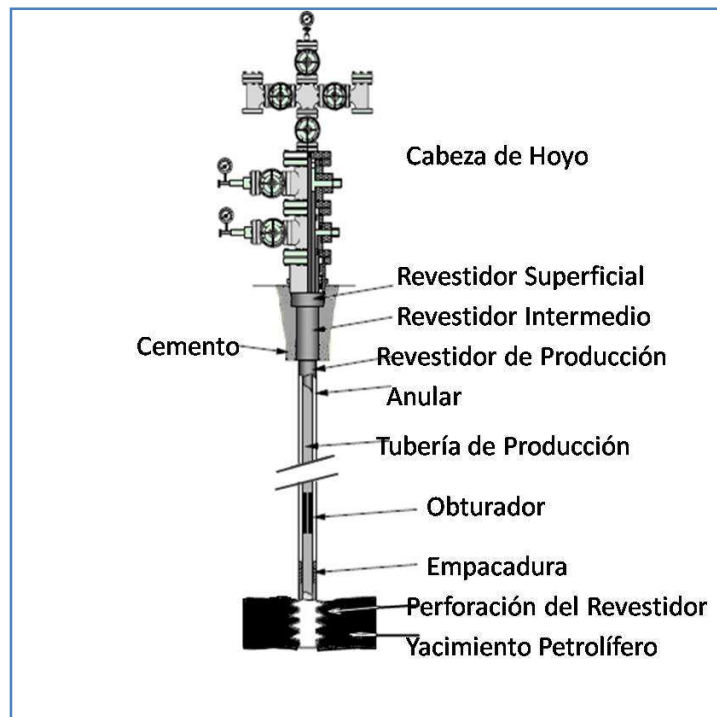 Cabeza de Hoyo
Revestidor Superficial
Revestidor Intermedio
Cemento
Revestidor de Producción
Anular
Tubería de Producción
Obturador
Empacadura
Perforación del Revestidor
Yacimiento Petrolífero